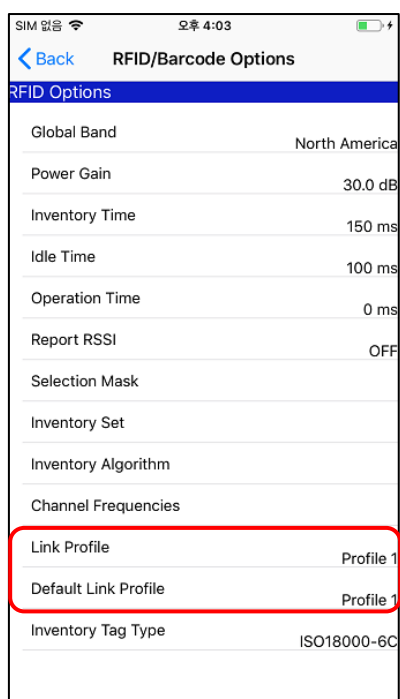 SIM 없음 오후 4:03
Back RFID/Barcode Options
RFID Options
Global Band North America
Power Gain 30.0 dB
Inventory Time 150 ms
Idle Time 100 ms
Operation Time 0 ms
Report RSSI OFF
Selection Mask
Inventory Set
Inventory Algorithm
Channel Frequencies
Link Profile Profile 1
Default Link Profile Profile 1
Inventory Tag Type ISO18000-6C